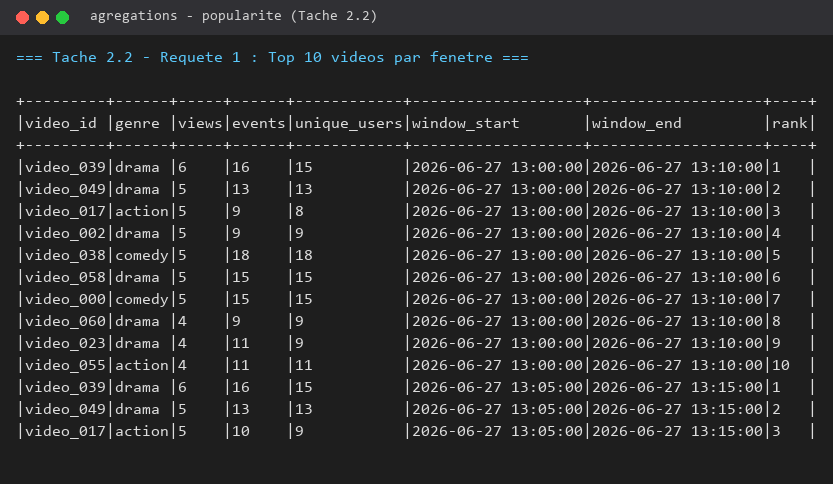 agregations - popularite (Tache 2.2)
=== Tache 2.2 - Requete 1 : Top 10 videos par fenetre ===
+---------+------+-----+------+------------+-------------------+-------------------+----+
|video_id |genre |views|events|unique_users|window_start       |window_end         |rank|
+---------+------+-----+------+------------+-------------------+-------------------+----+
|video_039|drama |6    |16    |15          |2026-06-27 13:00:00|2026-06-27 13:10:00|1   |
|video_049|drama |5    |13    |13          |2026-06-27 13:00:00|2026-06-27 13:10:00|2   |
|video_017|action|5    |9     |8           |2026-06-27 13:00:00|2026-06-27 13:10:00|3   |
|video_002|drama |5    |9     |9           |2026-06-27 13:00:00|2026-06-27 13:10:00|4   |
|video_038|comedy|5    |18    |18          |2026-06-27 13:00:00|2026-06-27 13:10:00|5   |
|video_058|drama |5    |15    |15          |2026-06-27 13:00:00|2026-06-27 13:10:00|6   |
|video_000|comedy|5    |15    |15          |2026-06-27 13:00:00|2026-06-27 13:10:00|7   |
|video_060|drama |4    |9     |9           |2026-06-27 13:00:00|2026-06-27 13:10:00|8   |
|video_023|drama |4    |11    |9           |2026-06-27 13:00:00|2026-06-27 13:10:00|9   |
|video_055|action|4    |11    |11          |2026-06-27 13:00:00|2026-06-27 13:10:00|10  |
|video_039|drama |6    |16    |15          |2026-06-27 13:05:00|2026-06-27 13:15:00|1   |
|video_049|drama |5    |13    |13          |2026-06-27 13:05:00|2026-06-27 13:15:00|2   |
|video_017|action|5    |10    |9           |2026-06-27 13:05:00|2026-06-27 13:15:00|3   |